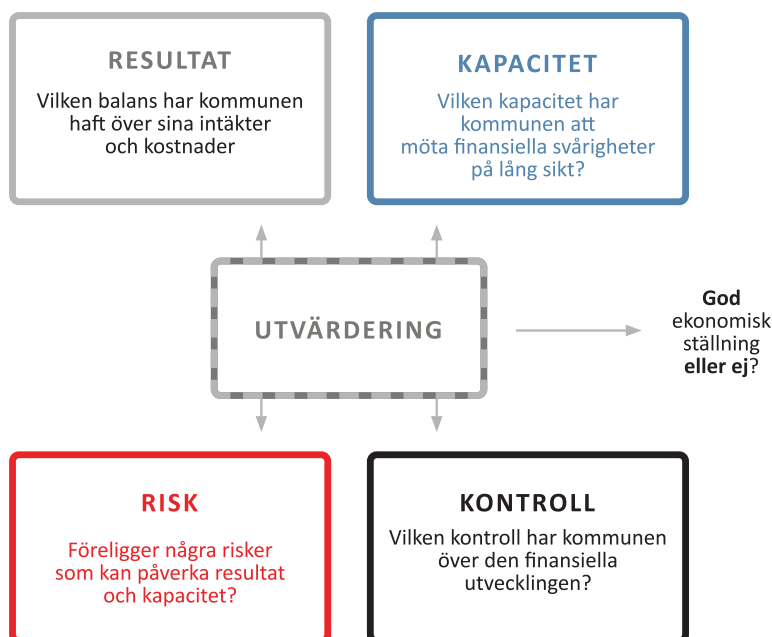 RESULTAT
Vilken balans har kommunen
haft över sina intäkter
och kostnader
KAPACITET
Vilken kapacitet har
kommunen att
möta finansiella svårigheter
på lång sikt?
UTVÄRDERING
God
ekonomisk
ställning
eller ej?
RISK
Föreligger några risker
som kan påverka resultat
och kapacitet?
KONTROLL
Vilken kontroll har kommunen
över den finansiella
utvecklingen?